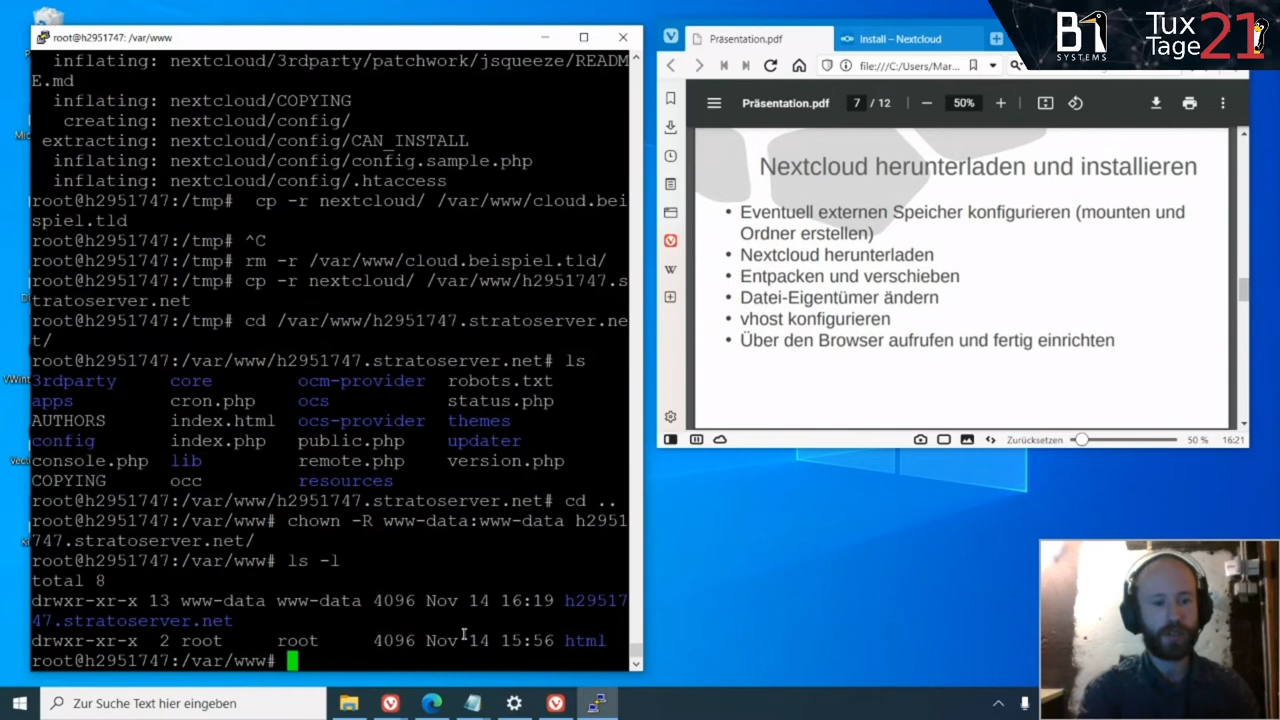 root@h2951747: /var/www
inflating: nextcloud/3rdparty/patchwork/jsqueeze/READM
E.md
inflating: nextcloud/COPYING
creating: nextcloud/config/
extracting: nextcloud/config/CAN_INSTALL
inflating: nextcloud/config/config.sample.php
inflating: nextcloud/config/.htaccess
root@h2951747:/tmp#  cp -r nextcloud/ /var/www/cloud.bei
spiel.tld
root@h2951747:/tmp# ^C
root@h2951747:/tmp# rm -r /var/www/cloud.beispiel.tld/
root@h2951747:/tmp# cp -r nextcloud/ /var/www/h2951747.s
tratoserver.net
root@h2951747:/tmp# cd /var/www/h2951747.stratoserver.ne
t/
root@h2951747:/var/www/h2951747.stratoserver.net# ls
3rdparty core ocm-provider robots.txt
apps cron.php ocs status.php
AUTHORS index.html ocs-provider themes
config index.php public.php updater
console.php lib remote.php version.php
COPYING occ resources
root@h2951747:/var/www/h2951747.stratoserver.net# cd ..
root@h2951747:/var/www# chown -R www-data:www-data h2951
747.stratoserver.net/
root@h2951747:/var/www# ls -l
total 8
drwxr-xr-x 13 www-data www-data 4096 Nov 14 16:19 h29517
47.stratoserver.net
drwxr-xr-x 2 root root 4096 Nov 14 15:56 html
root@h2951747:/var/www#
Präsentation.pdf
Install – Nextcloud
file:///C:/Users/Mar...
Präsentation.pdf 7 / 12 50%
Nextcloud herunterladen und installieren
• Eventuell externen Speicher konfigurieren (mounten und
Ordner erstellen)
• Nextcloud herunterladen
• Entpacken und verschieben
• Datei-Eigentümer ändern
• vhost konfigurieren
• Über den Browser aufrufen und fertig einrichten
Zurücksetzen 50 % 16:21
B1
SYSTEMS
Tux
Tage
21
Zur Suche Text hier eingeben